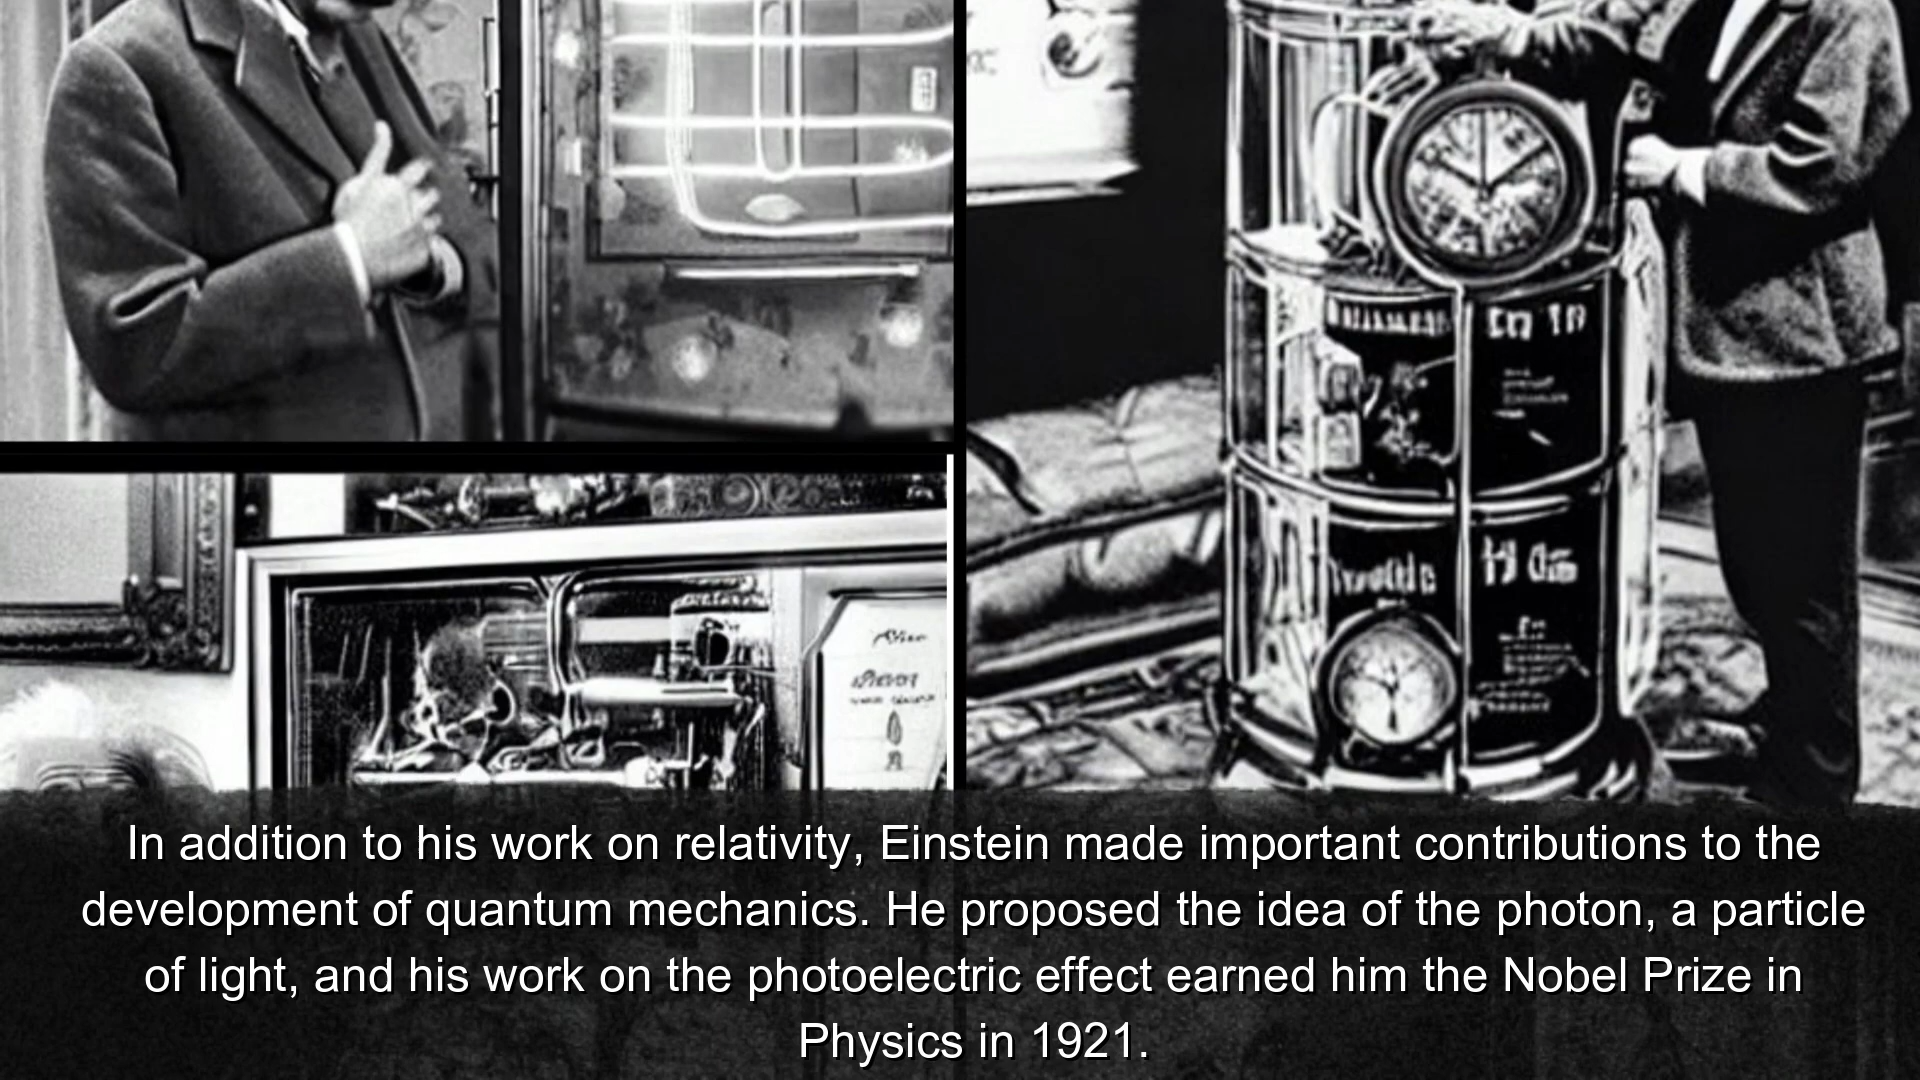 In addition to his work on relativity, Einstein made important contributions to the
development of quantum mechanics. He proposed the idea of the photon, a particle
of light, and his work on the photoelectric effect earned him the Nobel Prize in
Physics in 1921.